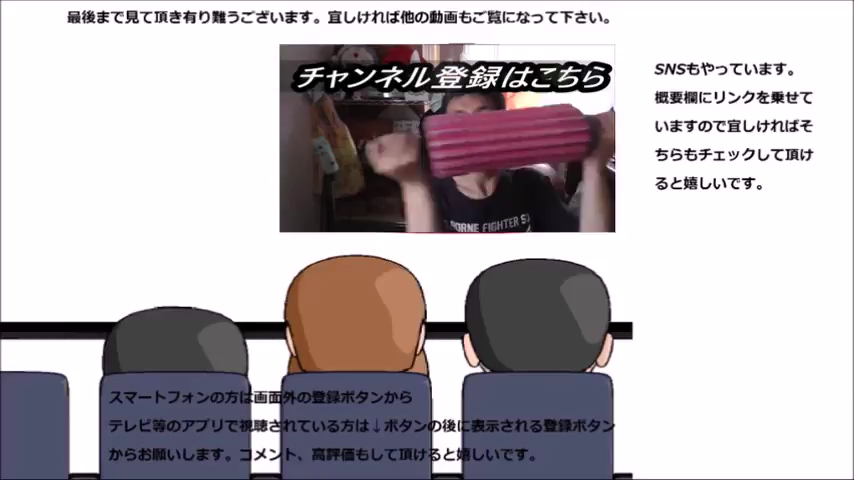 最後まで見て頂き有り難うございます。宜しければ他の動画もご覧になって下さい。
チャンネル登録はこちら
BORNE FIGHTER
SNSもやっています。
概要欄にリンクを乗せて
いますので宜しければそ
ちらもチェックして頂け
ると嬉しいです。
スマートフォンの方は画面外の登録ボタンから
テレビ等のアプリで視聴されている方は↓ボタンの後に表示される登録ボタン
からお願いします。コメント、高評価もして頂けると嬉しいです。